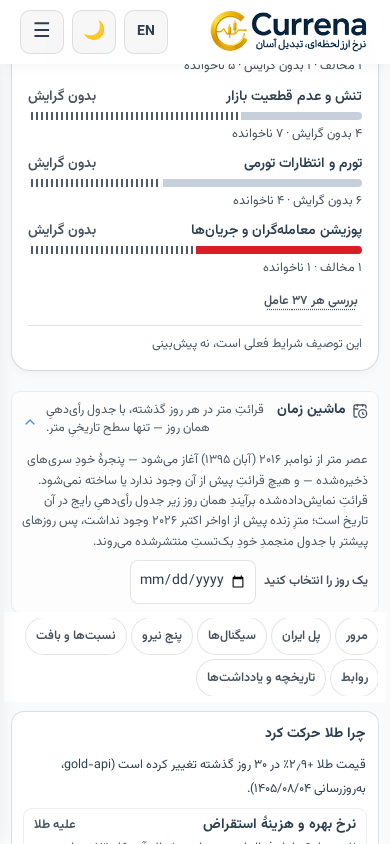 Currena
نرخ ارز لحظه‌ای، تبدیل آسان
EN
۱ مخالف · ۱ بدون گرایش · ۵ ناخوانده
تنش و عدم قطعیت بازار
بدون گرایش
۴ بدون گرایش · ۷ ناخوانده
تورم و انتظارات تورمی
بدون گرایش
۶ بدون گرایش · ۴ ناخوانده
پوزیشن معامله‌گران و جریان‌ها
بدون گرایش
۱ مخالف · ۱ ناخوانده
بررسی هر ۳۷ عامل
این توصیف شرایط فعلی است، نه پیش‌بینی
ماشین زمان
قرائتِ متر در هر روز گذشته، با جدول رأی‌دهیِ
همان روز — تنها سطح تاریخیِ متر.
عصر متر از نوامبر ۲۰۱۶ (آبان ۱۳۹۵) آغاز می‌شود — پنجرهٔ خودِ سری‌های
ذخیره‌شده — و هیچ قرائتِ پیش از آن وجود ندارد یا ساخته نمی‌شود.
قرائاتِ نمایش‌داده‌شده برآیندِ همان روز زیر جدول رأی‌دهیِ رایج در آن
تاریخ است؛ مترِ زنده پیش از اواخر اکتبر ۲۰۲۶ وجود نداشت، پس روزهای
پیشتر با جدول منجمدِ خودِ بک‌تستِ منتشرشده می‌روند.
یک روز را انتخاب کنید
mm/dd/yyyy
مرور
پل ایران
سیگنال‌ها
پنج نیرو
نسبت‌ها و بافت
روابط
تاریخچه و یادداشت‌ها
چرا طلا حرکت کرد
قیمت طلا +۲٫۹٪ در ۳۰ روز گذشته تغییر کرده است (gold-api،
به‌روزرسانی ۱۴۰۵/۰۸/۰۴).
نرخ بهره و هزینهٔ استقراض
علیه طلا